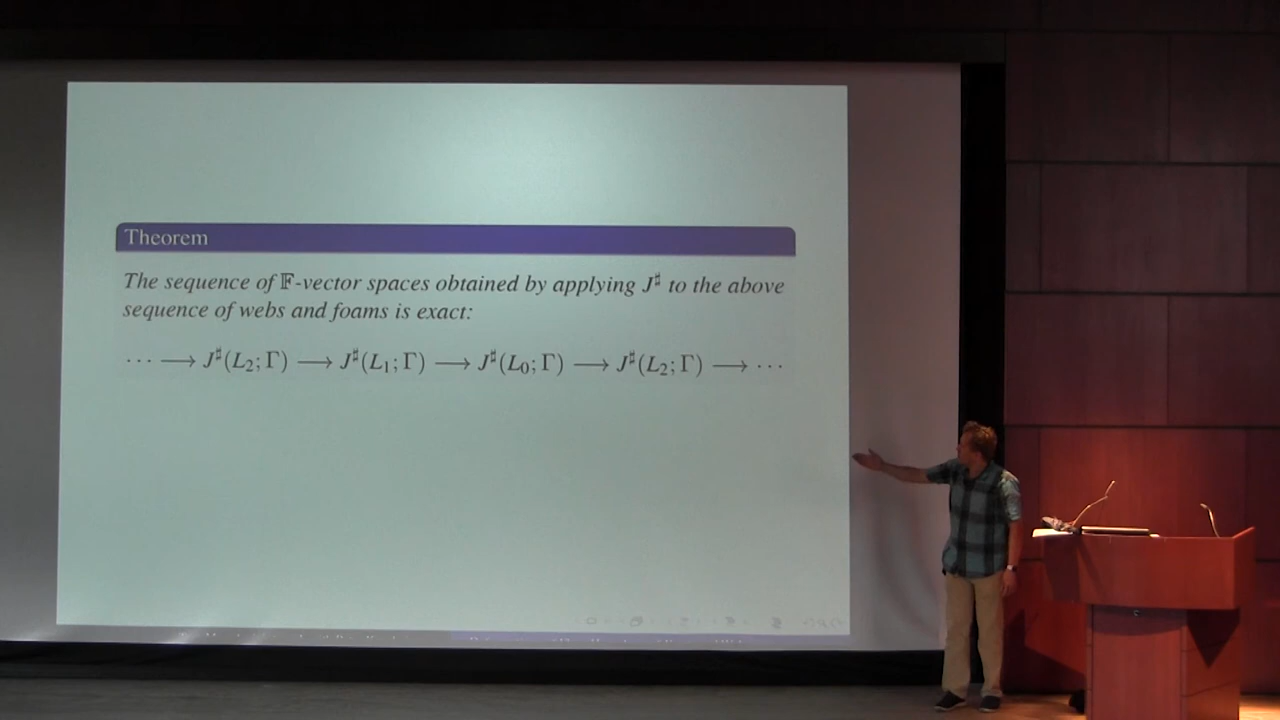 Theorem
The sequence of 𝔽-vector spaces obtained by applying J♯ to the above
sequence of webs and foams is exact:
··· ⟶ J♯(L₂; Γ) ⟶ J♯(L₁; Γ) ⟶ J♯(L₀; Γ) ⟶ J♯(L₂; Γ) ⟶ ···